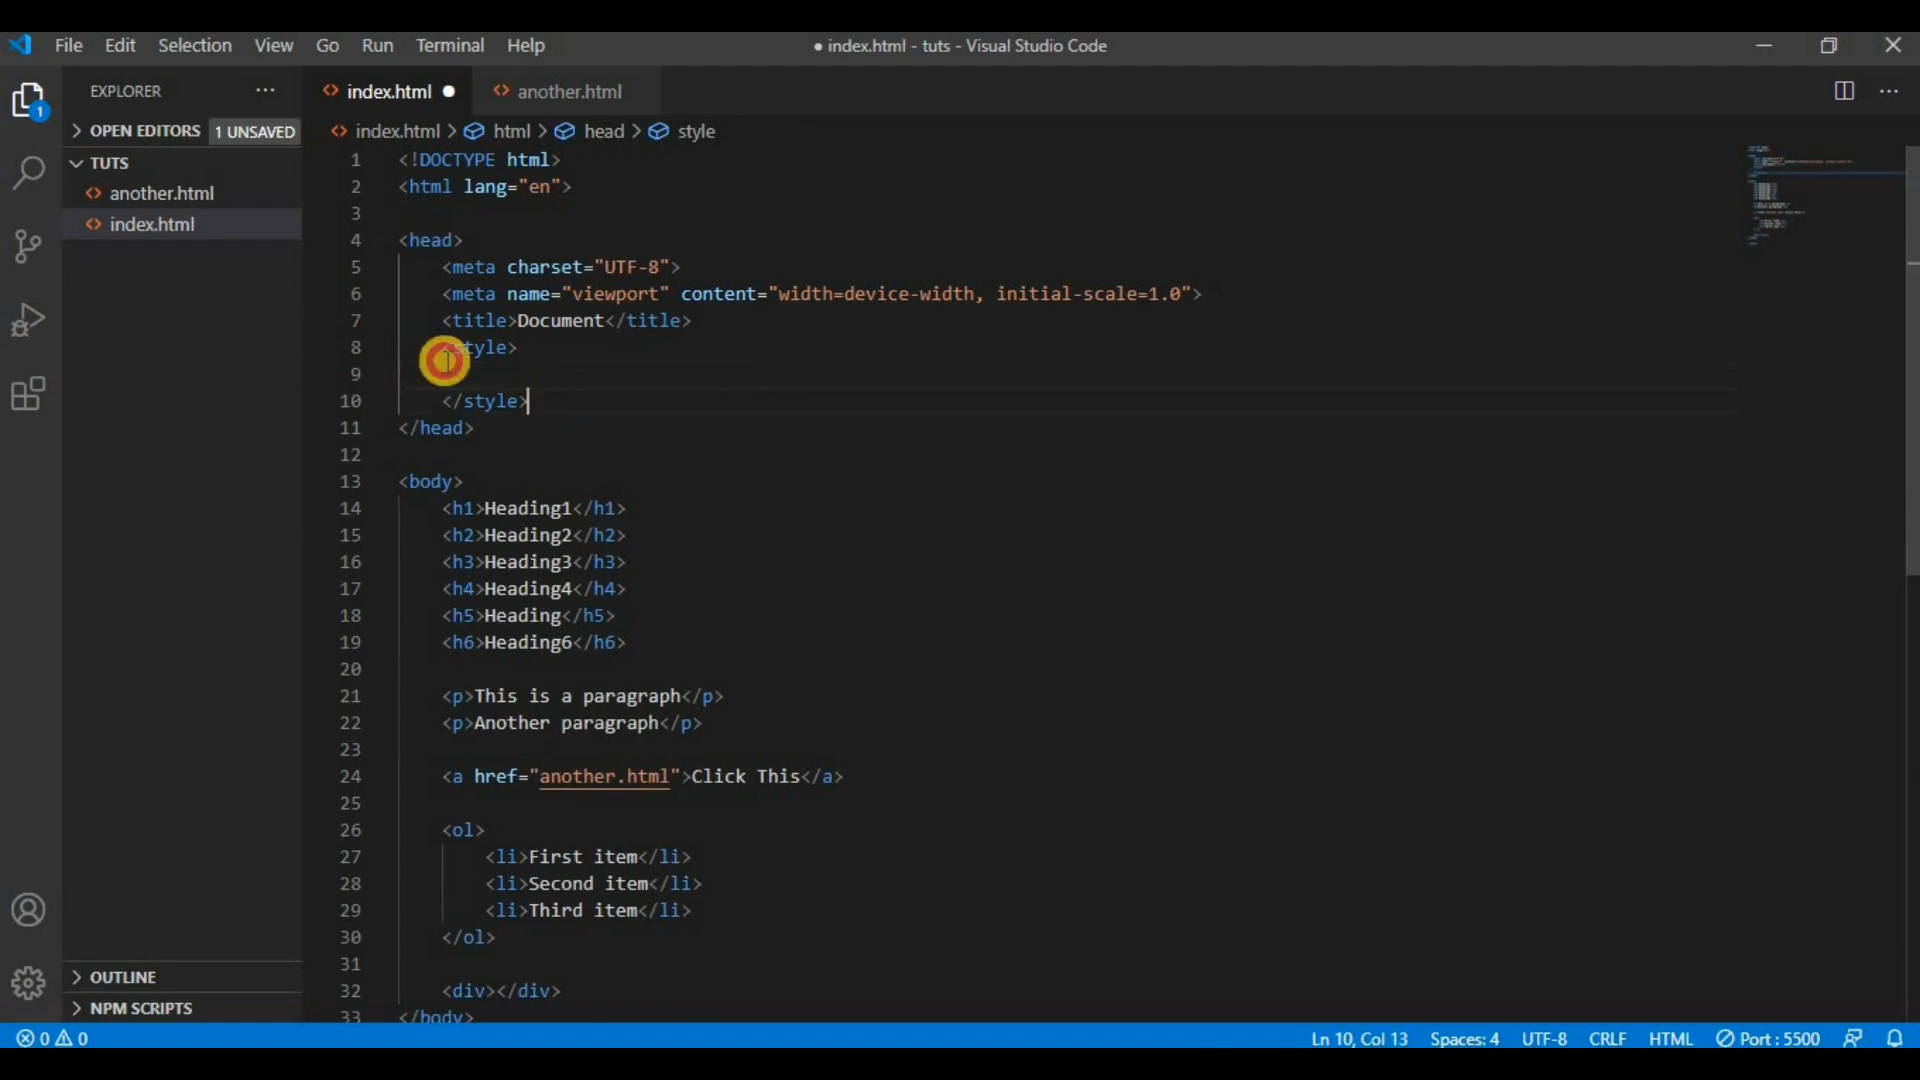 File Edit Selection View Go Run Terminal Help
● index.html - tuts - Visual Studio Code
EXPLORER
1
OPEN EDITORS 1 UNSAVED
TUTS
another.html
index.html
OUTLINE
NPM SCRIPTS
index.html ●
another.html
index.html > html > head > style
1 <!DOCTYPE html>
2 <html lang="en">
3
4 <head>
5 <meta charset="UTF-8">
6 <meta name="viewport" content="width=device-width, initial-scale=1.0">
7 <title>Document</title>
8 <style>
9
10 </style>
11 </head>
12
13 <body>
14 <h1>Heading1</h1>
15 <h2>Heading2</h2>
16 <h3>Heading3</h3>
17 <h4>Heading4</h4>
18 <h5>Heading</h5>
19 <h6>Heading6</h6>
20
21 <p>This is a paragraph</p>
22 <p>Another paragraph</p>
23
24 <a href="another.html">Click This</a>
25
26 <ol>
27 <li>First item</li>
28 <li>Second item</li>
29 <li>Third item</li>
30 </ol>
31
32 <div></div>
33 </body>
0 0
Ln 10, Col 13 Spaces: 4 UTF-8 CRLF HTML Port : 5500